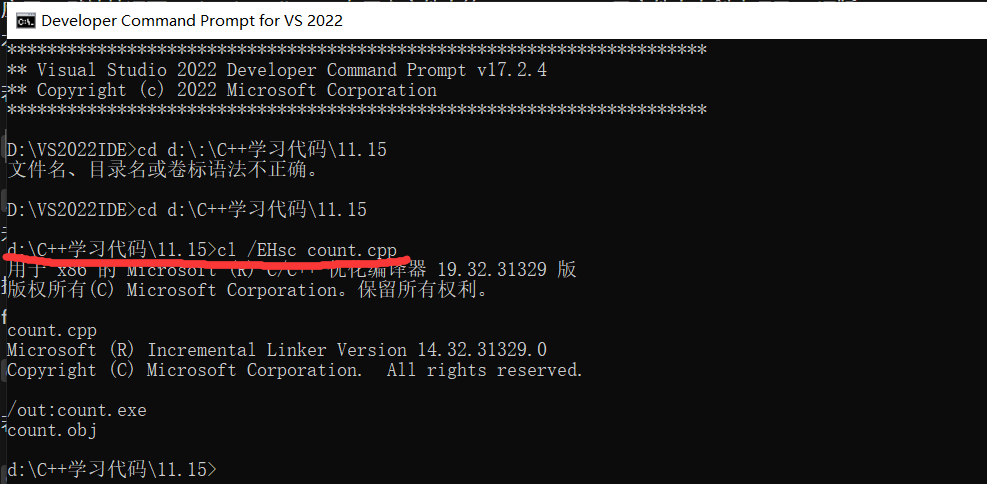 Developer Command Prompt for VS 2022
**********************************************************************
** Visual Studio 2022 Developer Command Prompt v17.2.4
** Copyright (c) 2022 Microsoft Corporation
**********************************************************************
D:\VS2022IDE>cd d:\:\C++学习代码\11.15
文件名、目录名或卷标语法不正确。
D:\VS2022IDE>cd d:\C++学习代码\11.15
d:\C++学习代码\11.15>cl /EHsc count.cpp
用于 x86 的 Microsoft (R) C/C++ 优化编译器 19.32.31329 版
版权所有(C) Microsoft Corporation。保留所有权利。
count.cpp
Microsoft (R) Incremental Linker Version 14.32.31329.0
Copyright (C) Microsoft Corporation.  All rights reserved.
/out:count.exe
count.obj
d:\C++学习代码\11.15>